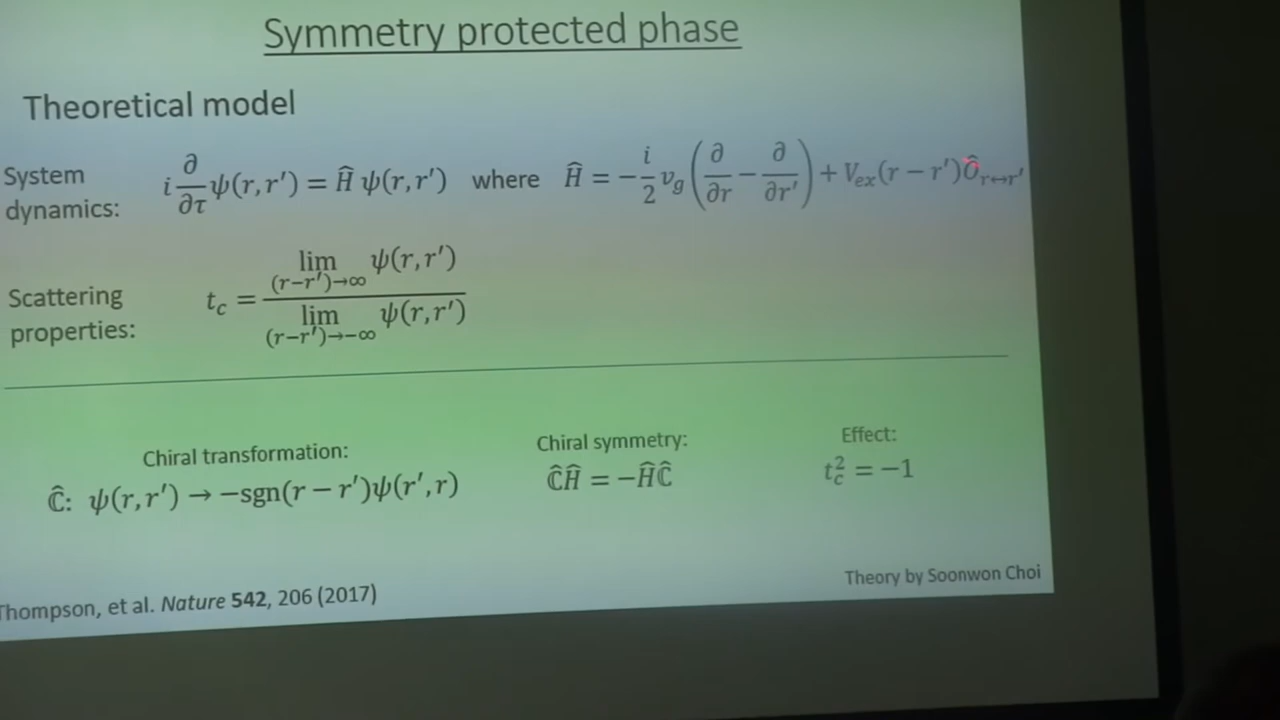 Symmetry protected phase
Theoretical model
System dynamics: i ∂/∂τ ψ(r, r′) = Ĥ ψ(r, r′) where Ĥ = −i/2 v_g (∂/∂r − ∂/∂r′) + V_ex(r − r′)ô_{r↔r′}
Scattering properties: t_c = lim_{(r−r′)→∞} ψ(r, r′) / lim_{(r−r′)→−∞} ψ(r, r′)
Chiral transformation:
Ĉ: ψ(r, r′) → −sgn(r − r′)ψ(r′, r)
Chiral symmetry:
ĈĤ = −ĤĈ
Effect:
t_c² = −1
Thompson, et al. Nature 542, 206 (2017)
Theory by Soonwon Choi